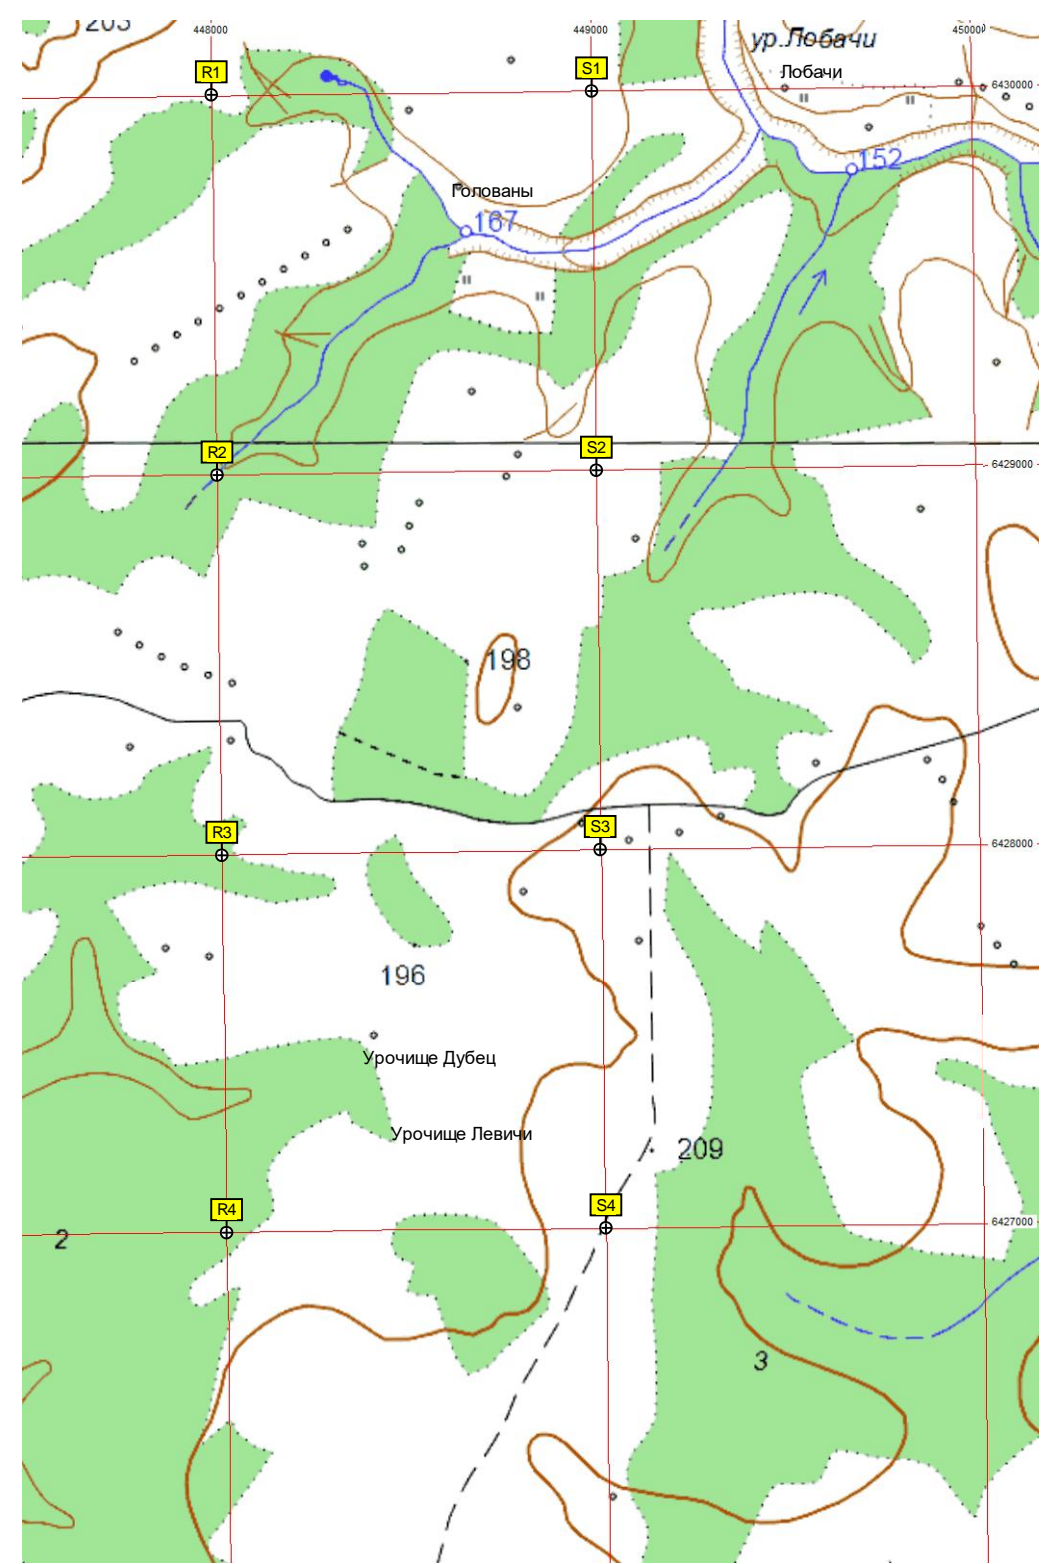 203
448000
449000
450000
ур.Лобачи
R1
S1
Лобачи
6430000
152
Голованы
167
R2
S2
6429000
198
R3
S3
6428000
196
Урочище Дубец
Урочище Левичи
209
R4
S4
6427000
2
3